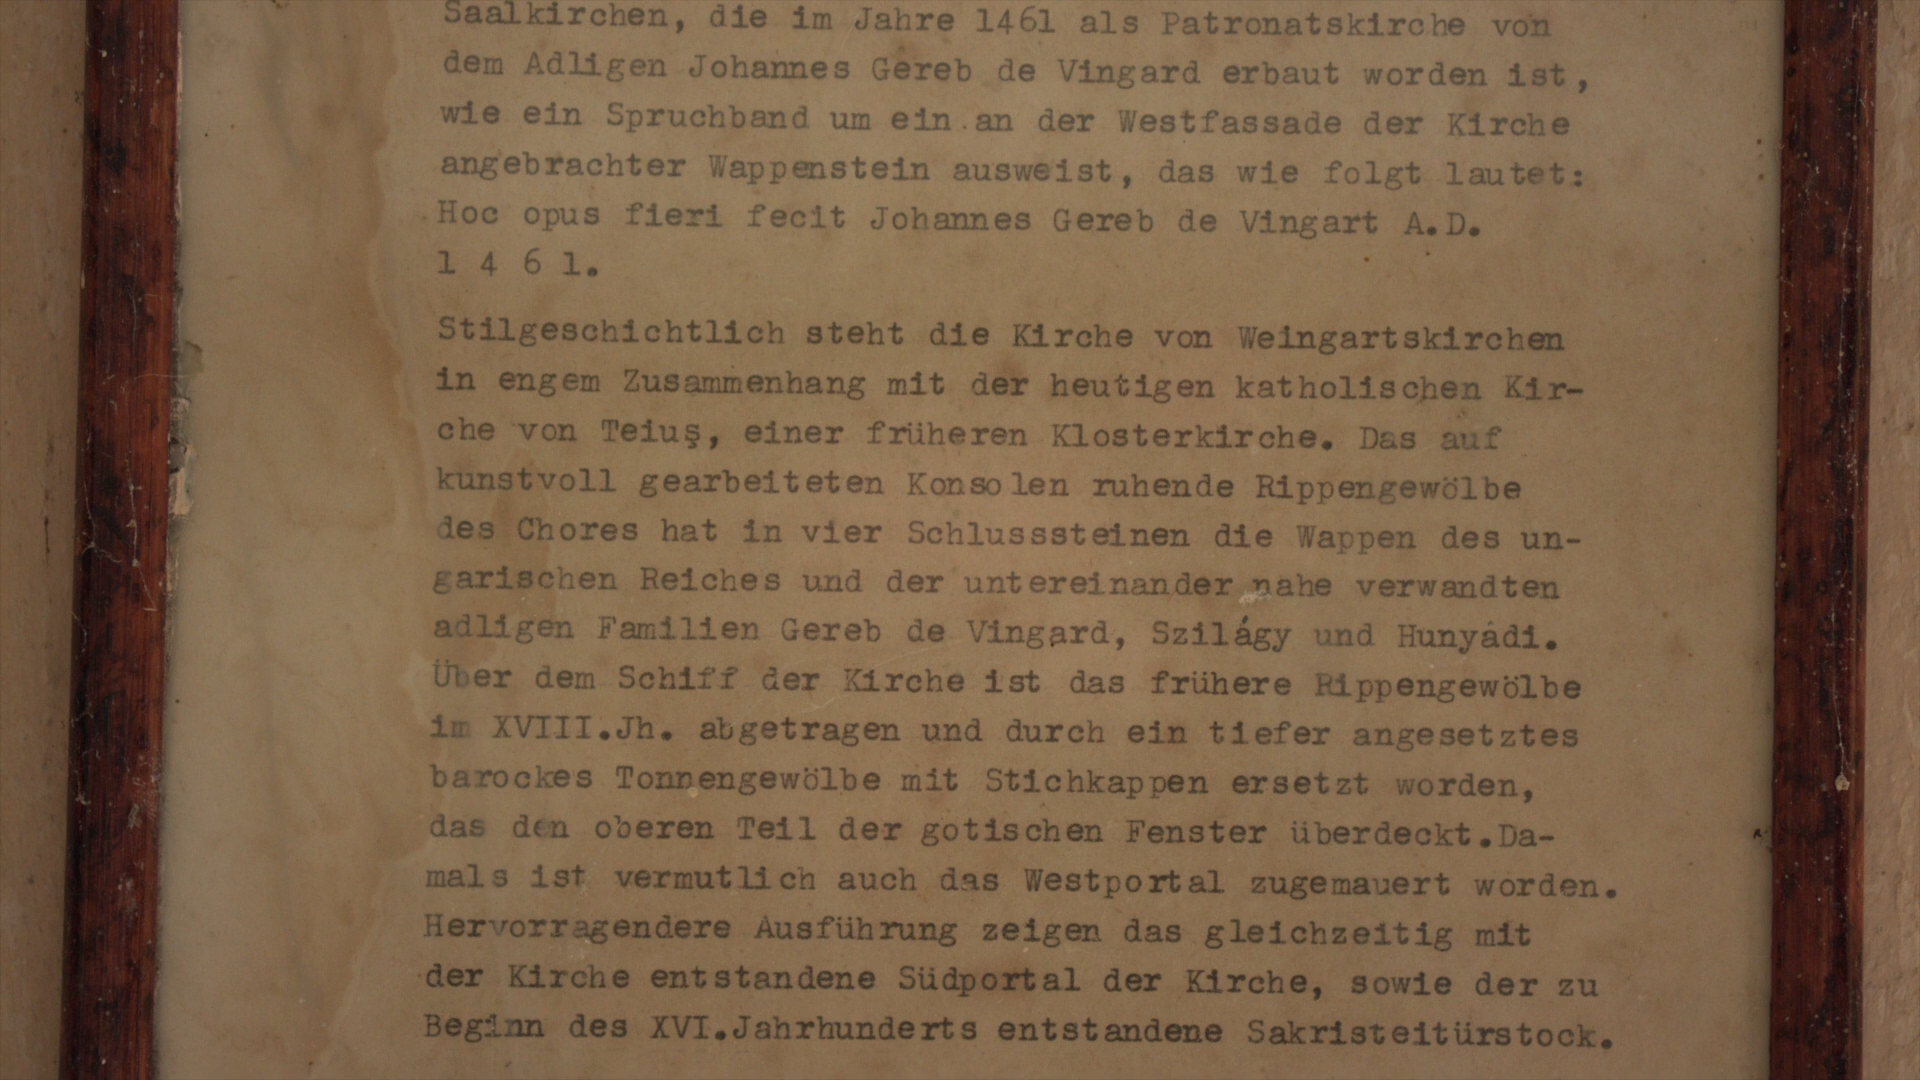 Saalkirchen, die im Jahre 1461 als Patronatskirche von
dem Adligen Johannes Gereb de Vingard erbaut worden ist,
wie ein Spruchband um ein an der Westfassade der Kirche
angebrachter Wappenstein ausweist, das wie folgt lautet:
Hoc opus fieri fecit Johannes Gereb de Vingart A.D.
1 4 6 1.
Stilgeschichtlich steht die Kirche von Weingartskirchen
in engem Zusammenhang mit der heutigen katholischen Kir-
che von Teiuş, einer früheren Klosterkirche. Das auf
kunstvoll gearbeiteten Konsolen ruhende Rippengewölbe
des Chores hat in vier Schlusssteinen die Wappen des un-
garischen Reiches und der untereinander nahe verwandten
adligen Familien Gereb de Vingard, Szilágy und Hunyádi.
Über dem Schiff der Kirche ist das frühere Rippengewölbe
im XVIII.Jh. abgetragen und durch ein tiefer angesetztes
barockes Tonnengewölbe mit Stichkappen ersetzt worden,
das den oberen Teil der gotischen Fenster überdeckt.Da-
mals ist vermutlich auch das Westportal zugemauert worden.
Hervorragendere Ausführung zeigen das gleichzeitig mit
der Kirche entstandene Südportal der Kirche, sowie der zu
Beginn des XVI.Jahrhunderts entstandene Sakristeitürstock.